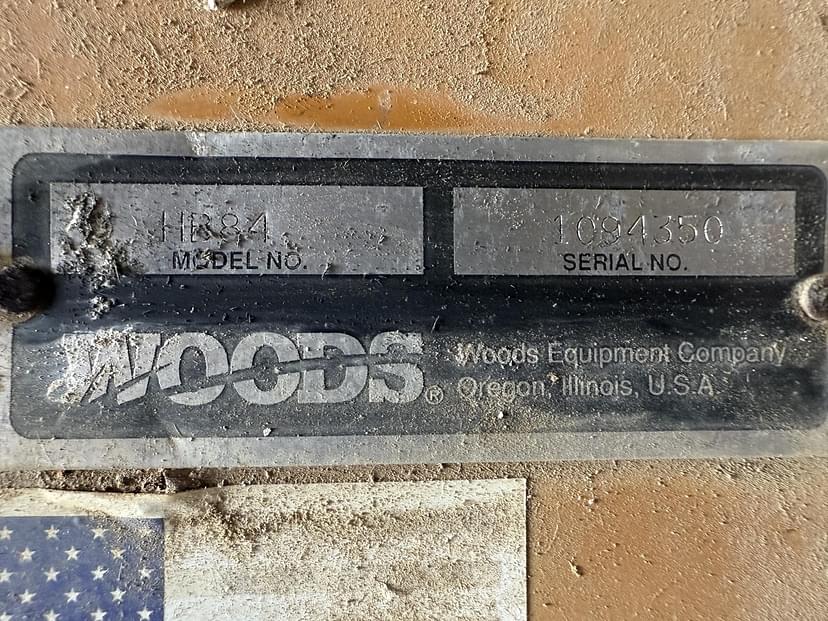 HB84
MODEL NO.
1094350
SERIAL NO.
WOODS®
Woods Equipment Company
Oregon, Illinois, U.S.A.